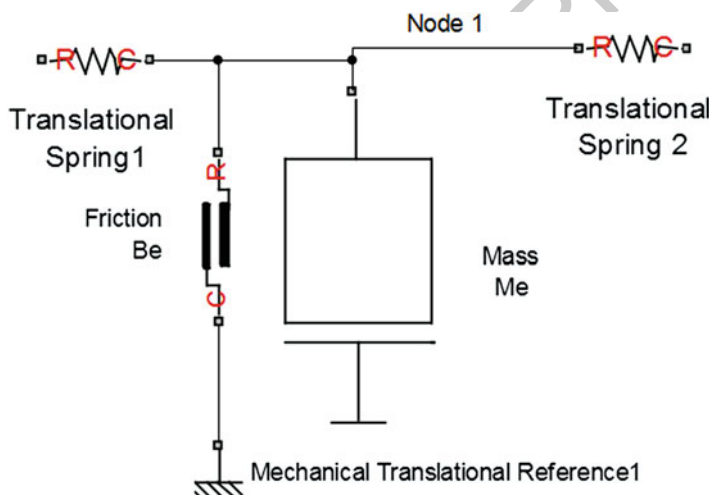 Node 1
R C
R C
Translational
Spring1
Translational
Spring 2
R
Friction
Be
C
Mass
Me
Mechanical Translational Reference1